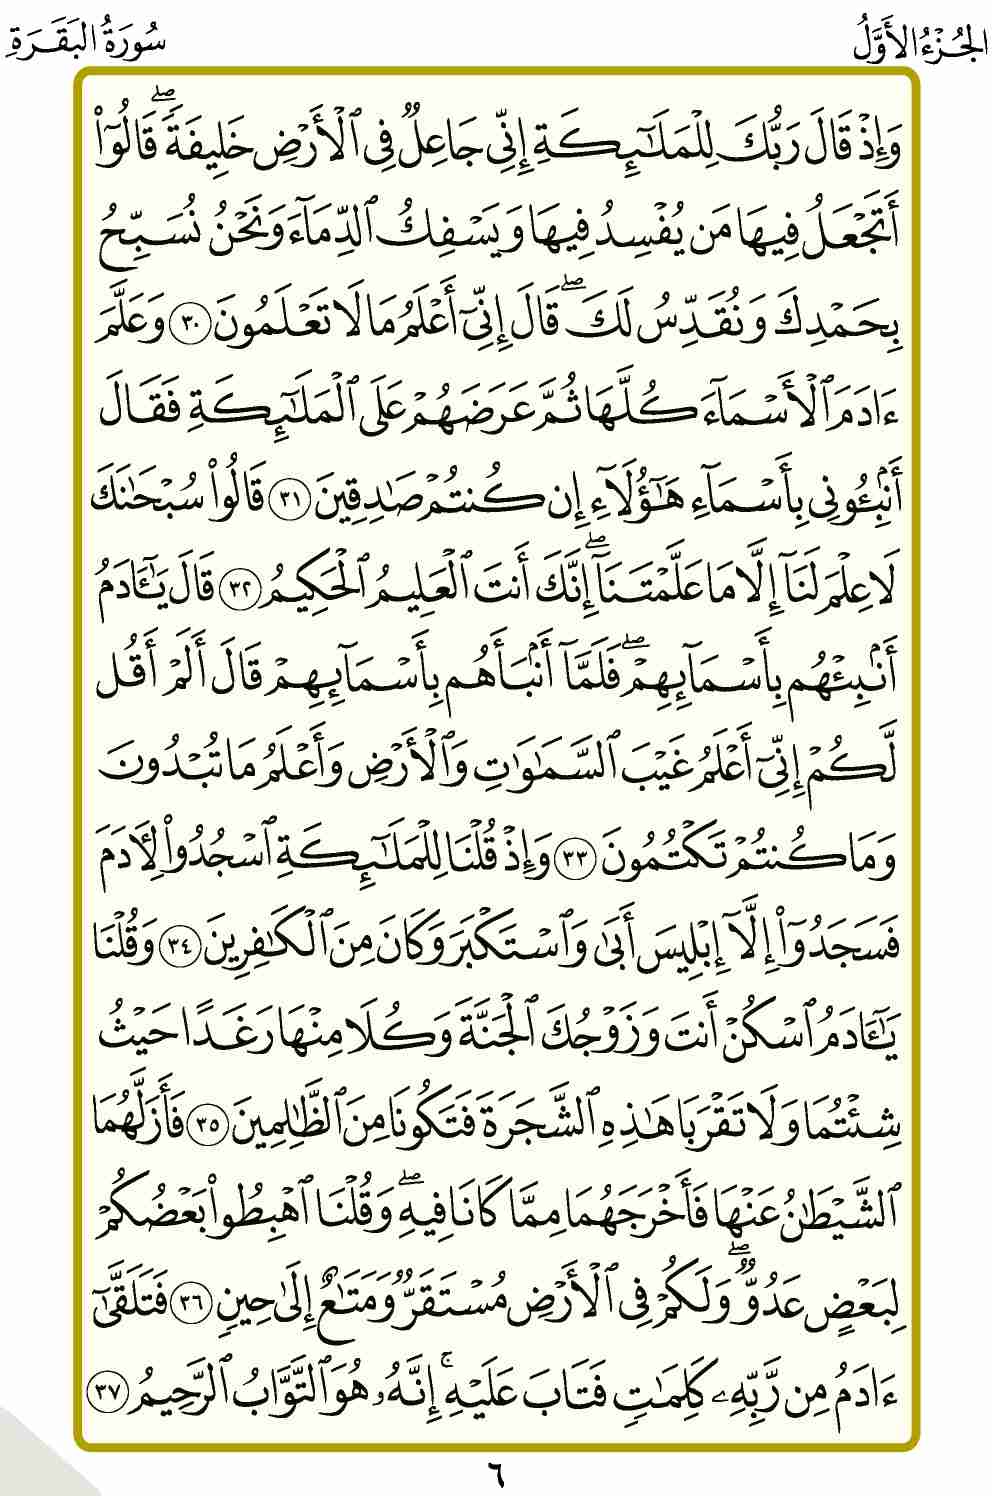 الجُزْءُ الأَوَّلُ
سُورَةُ البَقَرَةِ
وَإِذْ قَالَ رَبُّكَ لِلْمَلَـٰٓئِكَةِ إِنِّى جَاعِلٌ فِى ٱلْأَرْضِ خَلِيفَةً ۖ قَالُوٓا۟
أَتَجْعَلُ فِيهَا مَن يُفْسِدُ فِيهَا وَيَسْفِكُ ٱلدِّمَآءَ وَنَحْنُ نُسَبِّحُ
بِحَمْدِكَ وَنُقَدِّسُ لَكَ ۖ قَالَ إِنِّىٓ أَعْلَمُ مَا لَا تَعْلَمُونَ ٣٠ وَعَلَّمَ
ءَادَمَ ٱلْأَسْمَآءَ كُلَّهَا ثُمَّ عَرَضَهُمْ عَلَى ٱلْمَلَـٰٓئِكَةِ فَقَالَ
أَنۢبِـُٔونِى بِأَسْمَآءِ هَـٰٓؤُلَآءِ إِن كُنتُمْ صَـٰدِقِينَ ٣١ قَالُوا۟ سُبْحَـٰنَكَ
لَا عِلْمَ لَنَآ إِلَّا مَا عَلَّمْتَنَآ ۖ إِنَّكَ أَنتَ ٱلْعَلِيمُ ٱلْحَكِيمُ ٣٢ قَالَ يَـٰٓـَٔادَمُ
أَنۢبِئْهُم بِأَسْمَآئِهِمْ ۖ فَلَمَّآ أَنۢبَأَهُم بِأَسْمَآئِهِمْ قَالَ أَلَمْ أَقُل
لَّكُمْ إِنِّىٓ أَعْلَمُ غَيْبَ ٱلسَّمَـٰوَٰتِ وَٱلْأَرْضِ وَأَعْلَمُ مَا تُبْدُونَ
وَمَا كُنتُمْ تَكْتُمُونَ ٣٣ وَإِذْ قُلْنَا لِلْمَلَـٰٓئِكَةِ ٱسْجُدُوا۟ لِـَٔادَمَ
فَسَجَدُوٓا۟ إِلَّآ إِبْلِيسَ أَبَىٰ وَٱسْتَكْبَرَ وَكَانَ مِنَ ٱلْكَـٰفِرِينَ ٣٤ وَقُلْنَا
يَـٰٓـَٔادَمُ ٱسْكُنْ أَنتَ وَزَوْجُكَ ٱلْجَنَّةَ وَكُلَا مِنْهَا رَغَدًا حَيْثُ
شِئْتُمَا وَلَا تَقْرَبَا هَـٰذِهِ ٱلشَّجَرَةَ فَتَكُونَا مِنَ ٱلظَّـٰلِمِينَ ٣٥ فَأَزَلَّهُمَا
ٱلشَّيْطَـٰنُ عَنْهَا فَأَخْرَجَهُمَا مِمَّا كَانَا فِيهِ ۖ وَقُلْنَا ٱهْبِطُوا۟ بَعْضُكُمْ
لِبَعْضٍ عَدُوٌّ ۖ وَلَكُمْ فِى ٱلْأَرْضِ مُسْتَقَرٌّ وَمَتَـٰعٌ إِلَىٰ حِينٍ ٣٦ فَتَلَقَّىٰٓ
ءَادَمُ مِن رَّبِّهِۦ كَلِمَـٰتٍ فَتَابَ عَلَيْهِ ۚ إِنَّهُۥ هُوَ ٱلتَّوَّابُ ٱلرَّحِيمُ ٣٧
٦